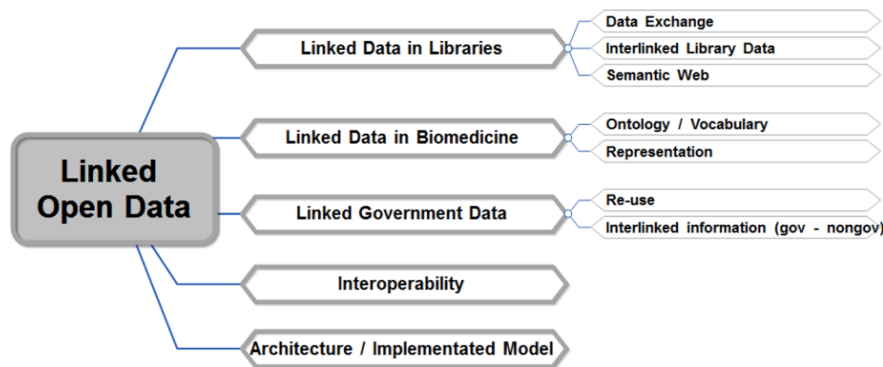 Linked
Open Data
Linked Data in Libraries
Data Exchange
Interlinked Library Data
Semantic Web
Linked Data in Biomedicine
Ontology / Vocabulary
Representation
Linked Government Data
Re-use
Interlinked information (gov - nongov)
Interoperability
Architecture / Implementated Model